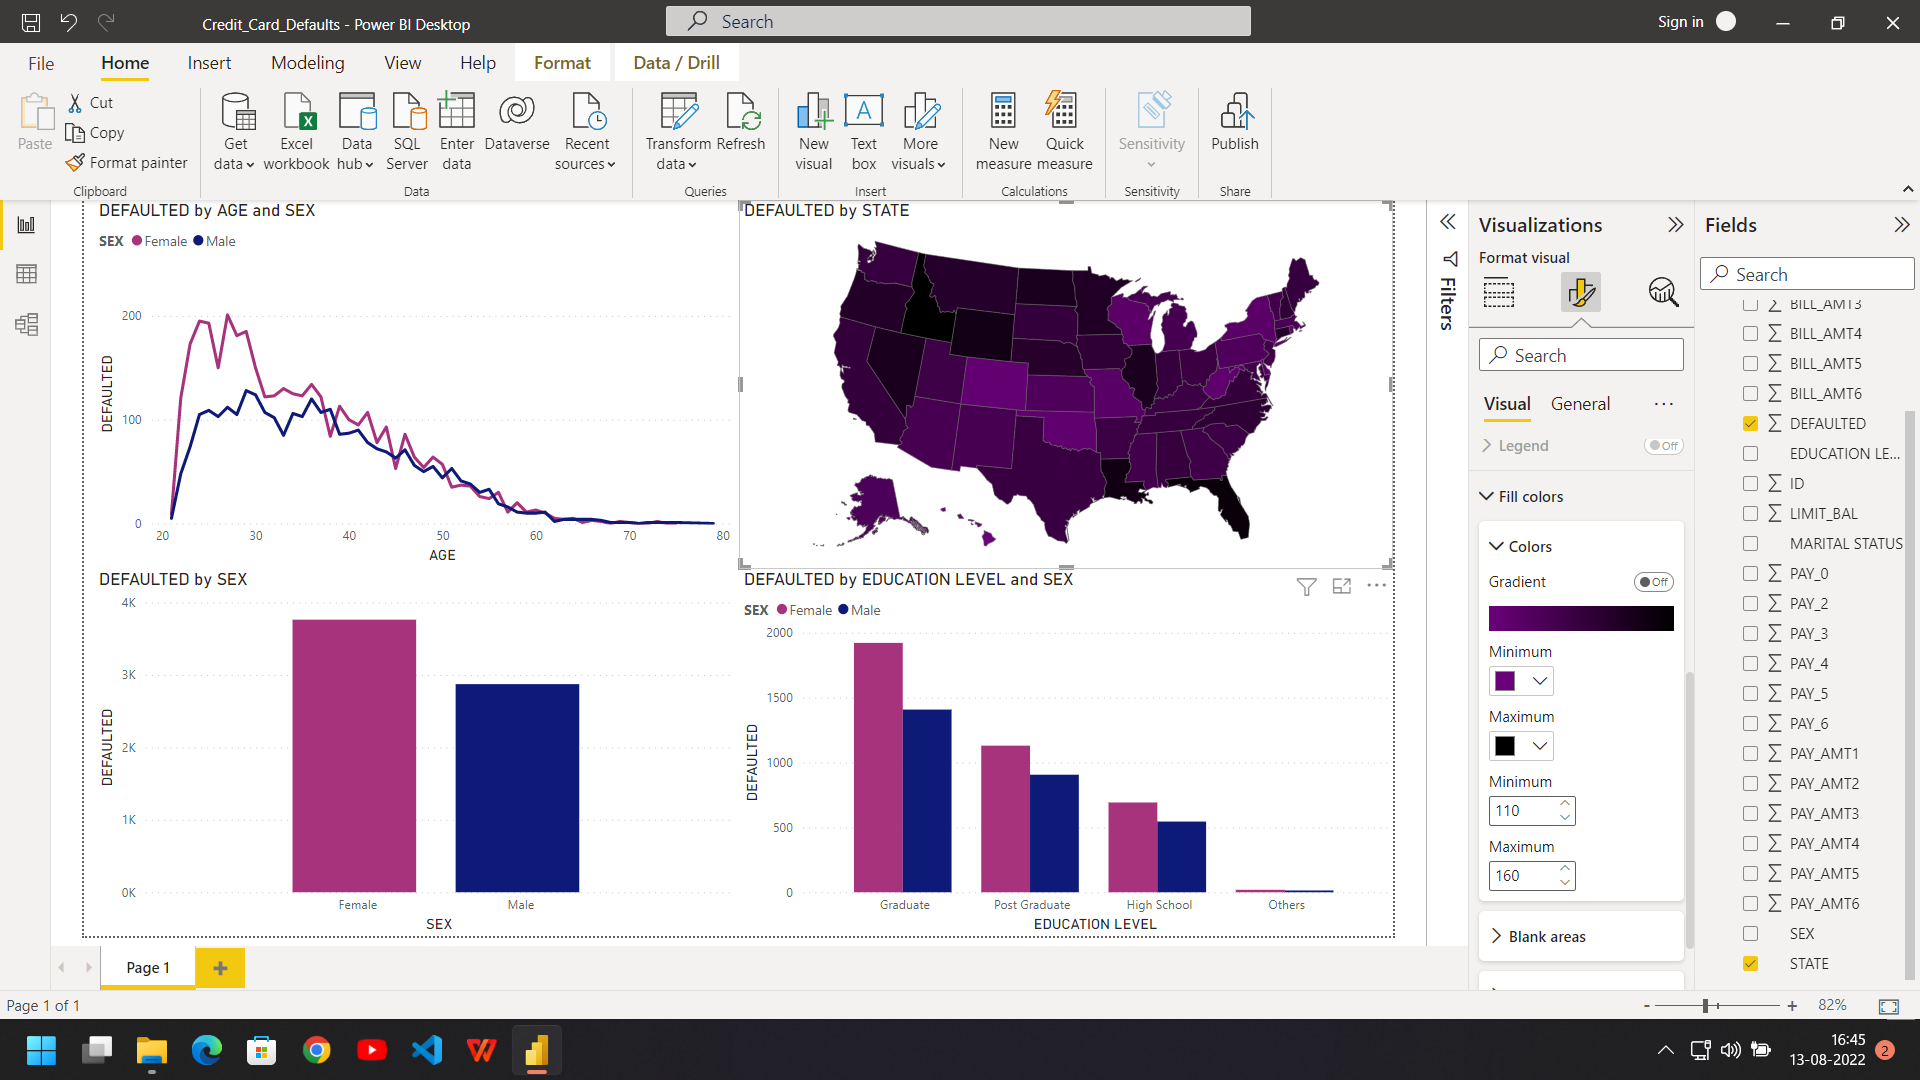 Credit_Card_Defaults - Power BI Desktop
Search
Sign in
File
Home
Insert
Modeling
View
Help
Format
Data / Drill
Paste
Cut
Copy
Format painter
Clipboard
Get data
Excel workbook
Data hub
SQL Server
Enter data
Dataverse
Recent sources
Data
Transform data
Refresh
Queries
New visual
Text box
More visuals
Insert
New measure
Quick measure
Calculations
Sensitivity
Sensitivity
Publish
Share
DEFAULTED by AGE and SEX
SEX Female Male
DEFAULTED
200
100
0
20 30 40 50 60 70 80
AGE
DEFAULTED by STATE
DEFAULTED by SEX
DEFAULTED
4K
3K
2K
1K
0K
Female Male
SEX
DEFAULTED by EDUCATION LEVEL and SEX
SEX Female Male
DEFAULTED
2000
1500
1000
500
0
Graduate Post Graduate High School Others
EDUCATION LEVEL
Filters
Visualizations
Format visual
Search
Visual
General
Legend
Off
Fill colors
Colors
Gradient
Off
Minimum
Maximum
Minimum
110
Maximum
160
Blank areas
Fields
Search
BILL_AMT3
BILL_AMT4
BILL_AMT5
BILL_AMT6
DEFAULTED
EDUCATION LE...
ID
LIMIT_BAL
MARITAL STATUS
PAY_0
PAY_2
PAY_3
PAY_4
PAY_5
PAY_6
PAY_AMT1
PAY_AMT2
PAY_AMT3
PAY_AMT4
PAY_AMT5
PAY_AMT6
SEX
STATE
Page 1
Page 1 of 1
82%
16:45
13-08-2022
2